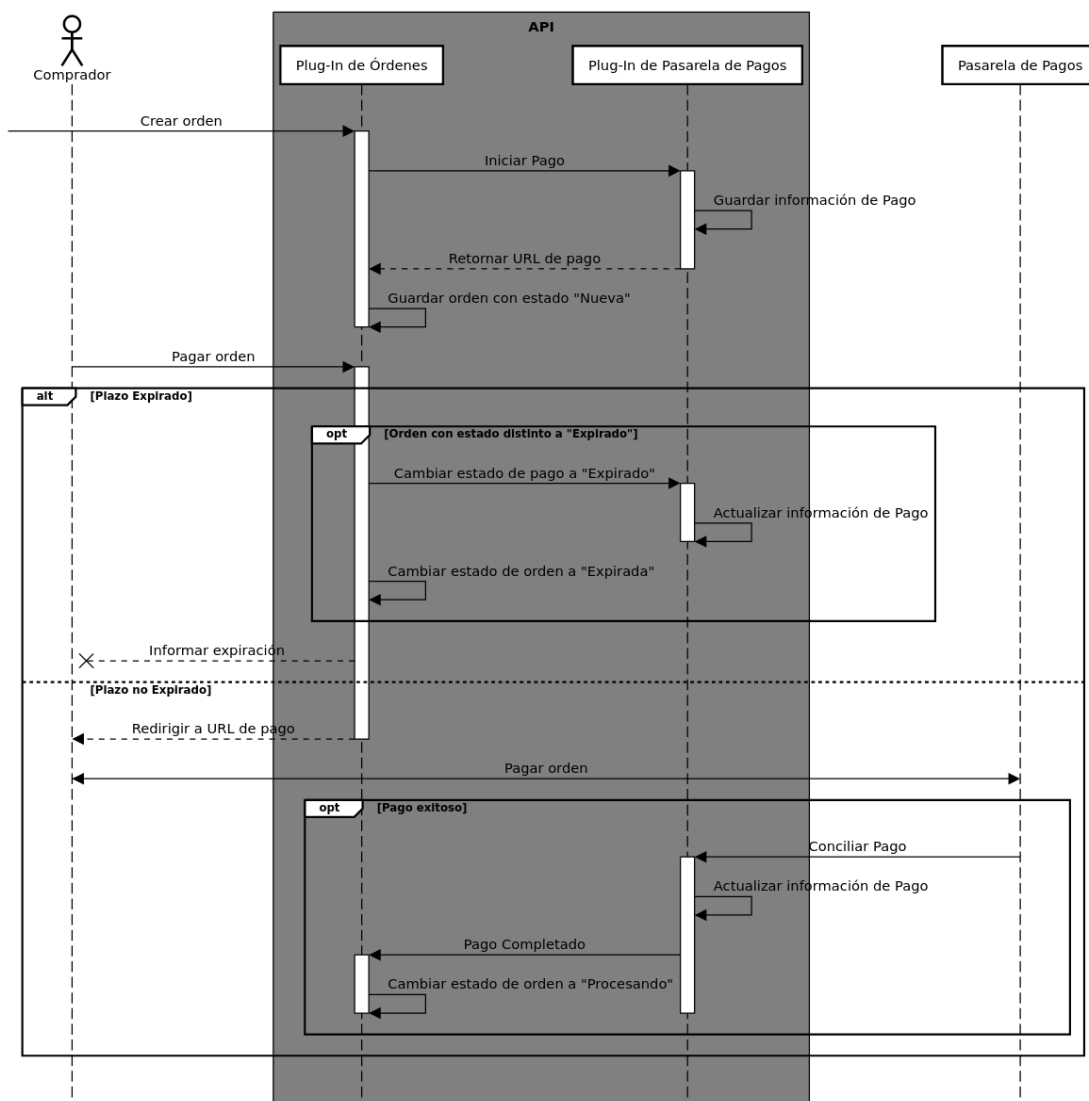 API
Comprador
Plug-In de Órdenes
Plug-In de Pasarela de Pagos
Pasarela de Pagos
Crear orden
Iniciar Pago
Guardar información de Pago
Retornar URL de pago
Guardar orden con estado "Nueva"
Pagar orden
alt [Plazo Expirado]
opt [Orden con estado distinto a "Expirado"]
Cambiar estado de pago a "Expirado"
Actualizar información de Pago
Cambiar estado de orden a "Expirada"
Informar expiración
[Plazo no Expirado]
Redirigir a URL de pago
Pagar orden
opt [Pago exitoso]
Conciliar Pago
Actualizar información de Pago
Pago Completado
Cambiar estado de orden a "Procesando"